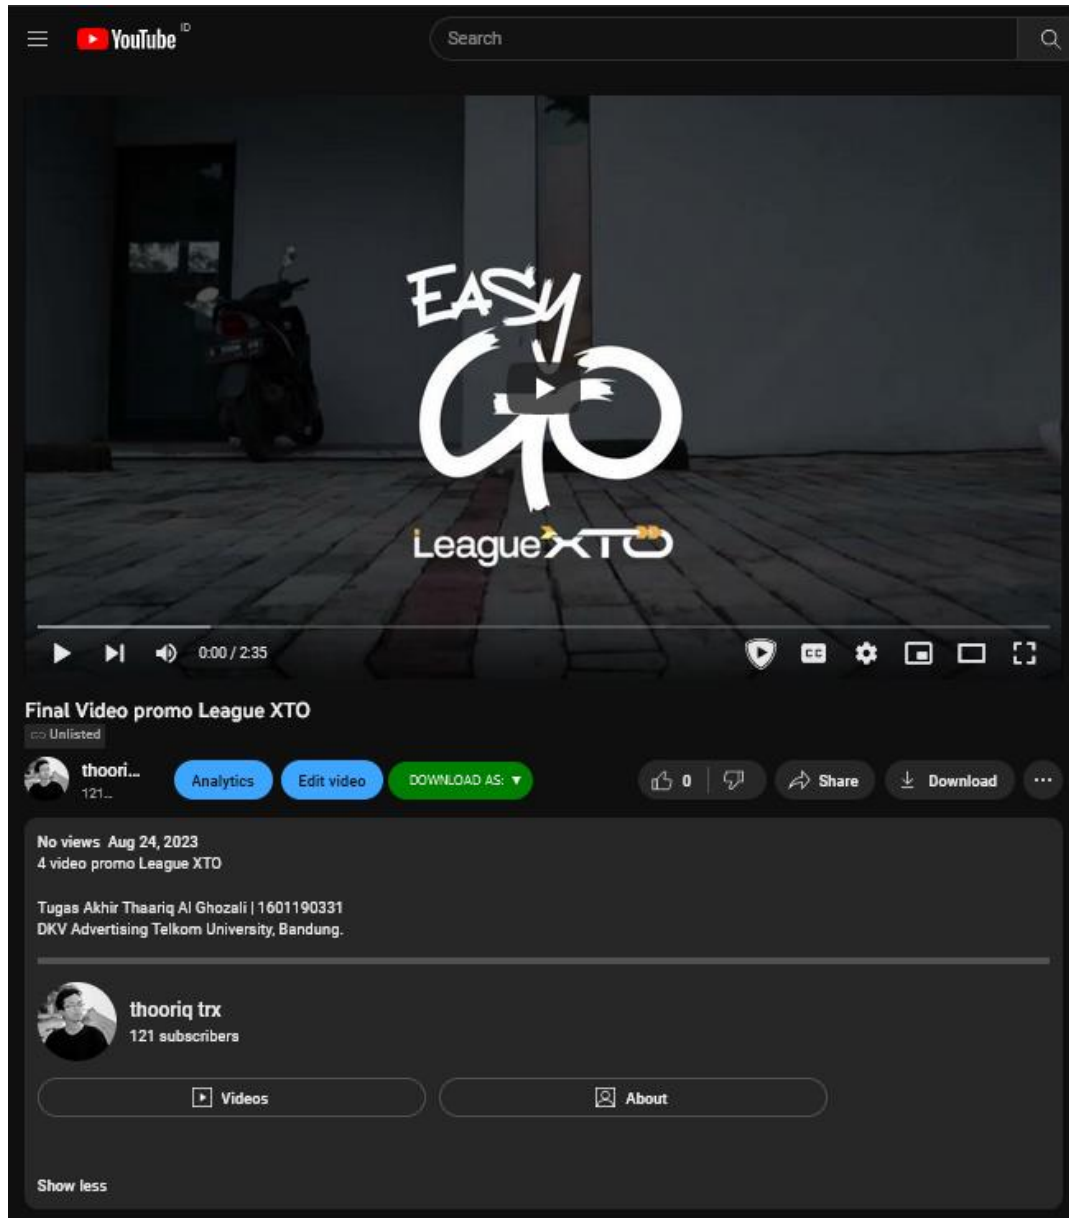 YouTube ID
Search
EASY
GO
League XTO
0:00 / 2:35
CC
Final Video promo League XTO
Unlisted
thoori...
121...
Analytics
Edit video
DOWNLOAD AS: ▼
0
Share
Download
...
No views Aug 24, 2023
4 video promo League XTO
Tugas Akhir Thaariq Al Ghozali | 1601190331
DKV Advertising Telkom University, Bandung.
thooriq trx
121 subscribers
Videos
About
Show less